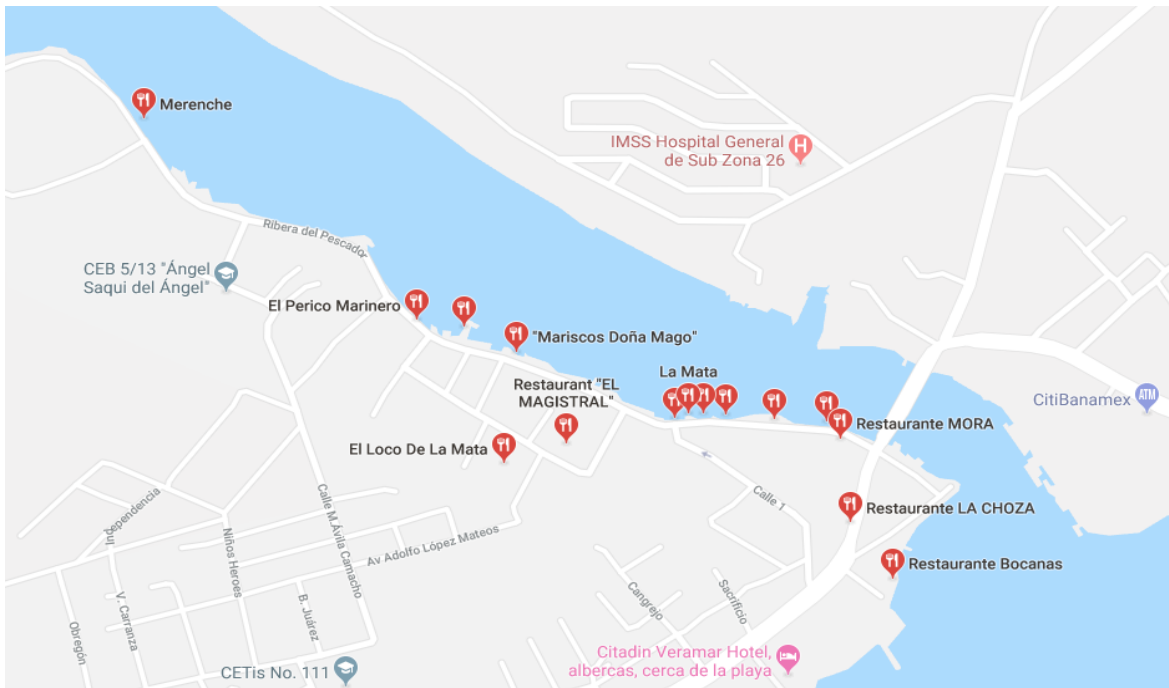 Merenche
IMSS Hospital General
de Sub Zona 26
H
Ribera del Pescador
CEB 5/13 "Ángel
Saqui del Ángel"
El Perico Marinero
"Mariscos Doña Mago"
La Mata
Restaurant "EL
MAGISTRAL"
CitiBanamex
ATM
Restaurante MORA
El Loco De La Mata
Calle 1
Restaurante LA CHOZA
Independencia
Calle M.Ávila Camacho
Niños Heroes
Av Adolfo López Mateos
Restaurante Bocanas
V. Carranza
B. Juárez
Obregón
Cangrejo
Sacrificio
Citadin Veramar Hotel,
albercas, cerca de la playa
CETis No. 111